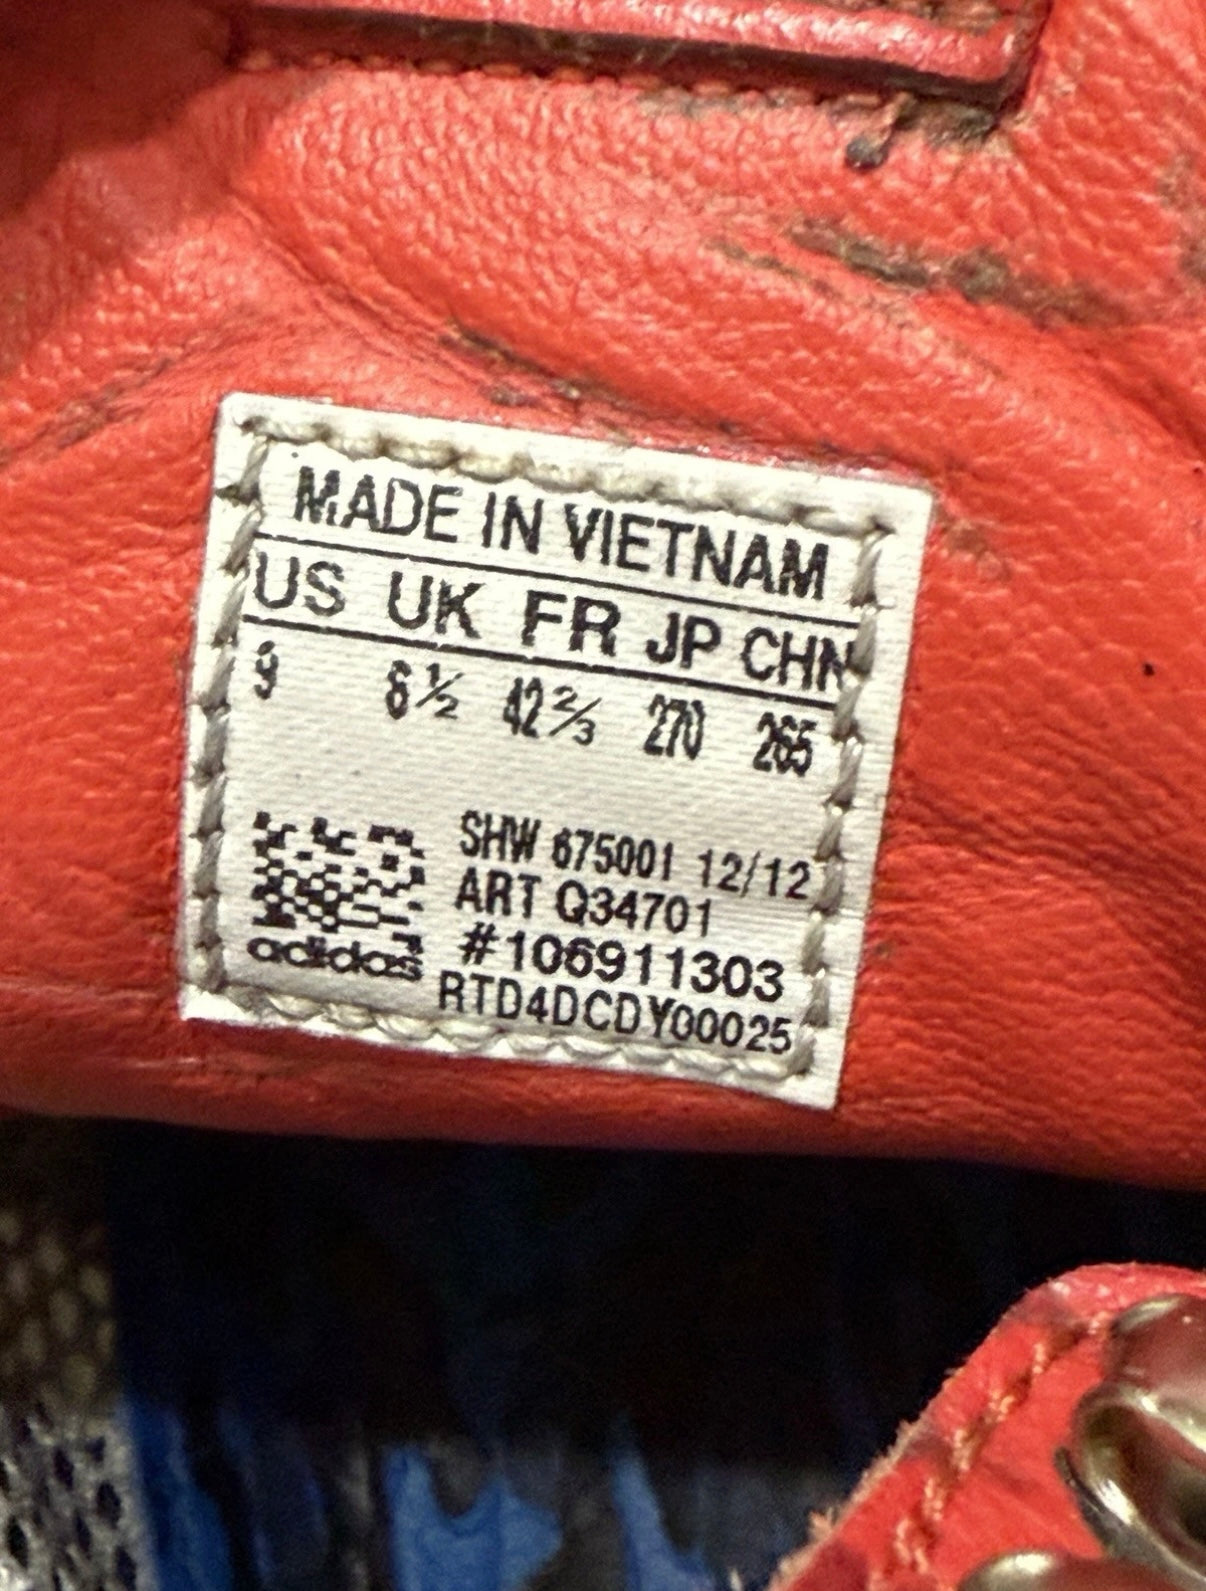 MADE IN VIETNAM
US UK FR JP CHN
9 8½ 42⅔ 270 265
SHW 675001 12/12
ART Q34701
#106911303
adidas
RTD4DCDY00025